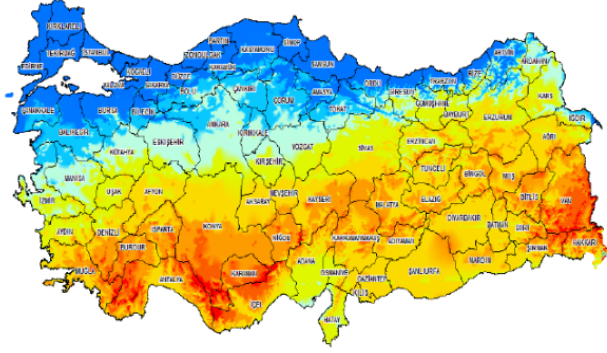 KIRKLARELİ
TEKİRDAĞ
İSTANBUL
EDİRNE
KOCAELİ
YALOVA
SAKARYA
DÜZCE
BOLU
ZONGULDAK
BARTIN
KARABÜK
KASTAMONU
SİNOP
SAMSUN
ÇANKIRI
ÇORUM
AMASYA
TOKAT
ORDU
GİRESUN
TRABZON
RİZE
ARTVİN
ARDAHAN
KARS
IĞDIR
GÜMÜŞHANE
BAYBURT
ERZURUM
AĞRI
ÇANAKKALE
BURSA
BİLECİK
BALIKESİR
KÜTAHYA
ESKİŞEHİR
ANKARA
KIRIKKALE
KIRŞEHİR
YOZGAT
SİVAS
ERZİNCAN
TUNCELİ
BİNGÖL
MUŞ
BİTLİS
VAN
MANİSA
İZMİR
UŞAK
AFYON
AKSARAY
NEVŞEHİR
KAYSERİ
MALATYA
ELAZIĞ
DİYARBAKIR
BATMAN
SİİRT
ŞIRNAK
HAKKARİ
AYDIN
DENİZLİ
ISPARTA
BURDUR
KONYA
NİĞDE
KAHRAMANMARAŞ
ADIYAMAN
ŞANLIURFA
MARDİN
MUĞLA
ANTALYA
KARAMAN
İÇEL
ADANA
OSMANİYE
GAZİANTEP
KİLİS
HATAY